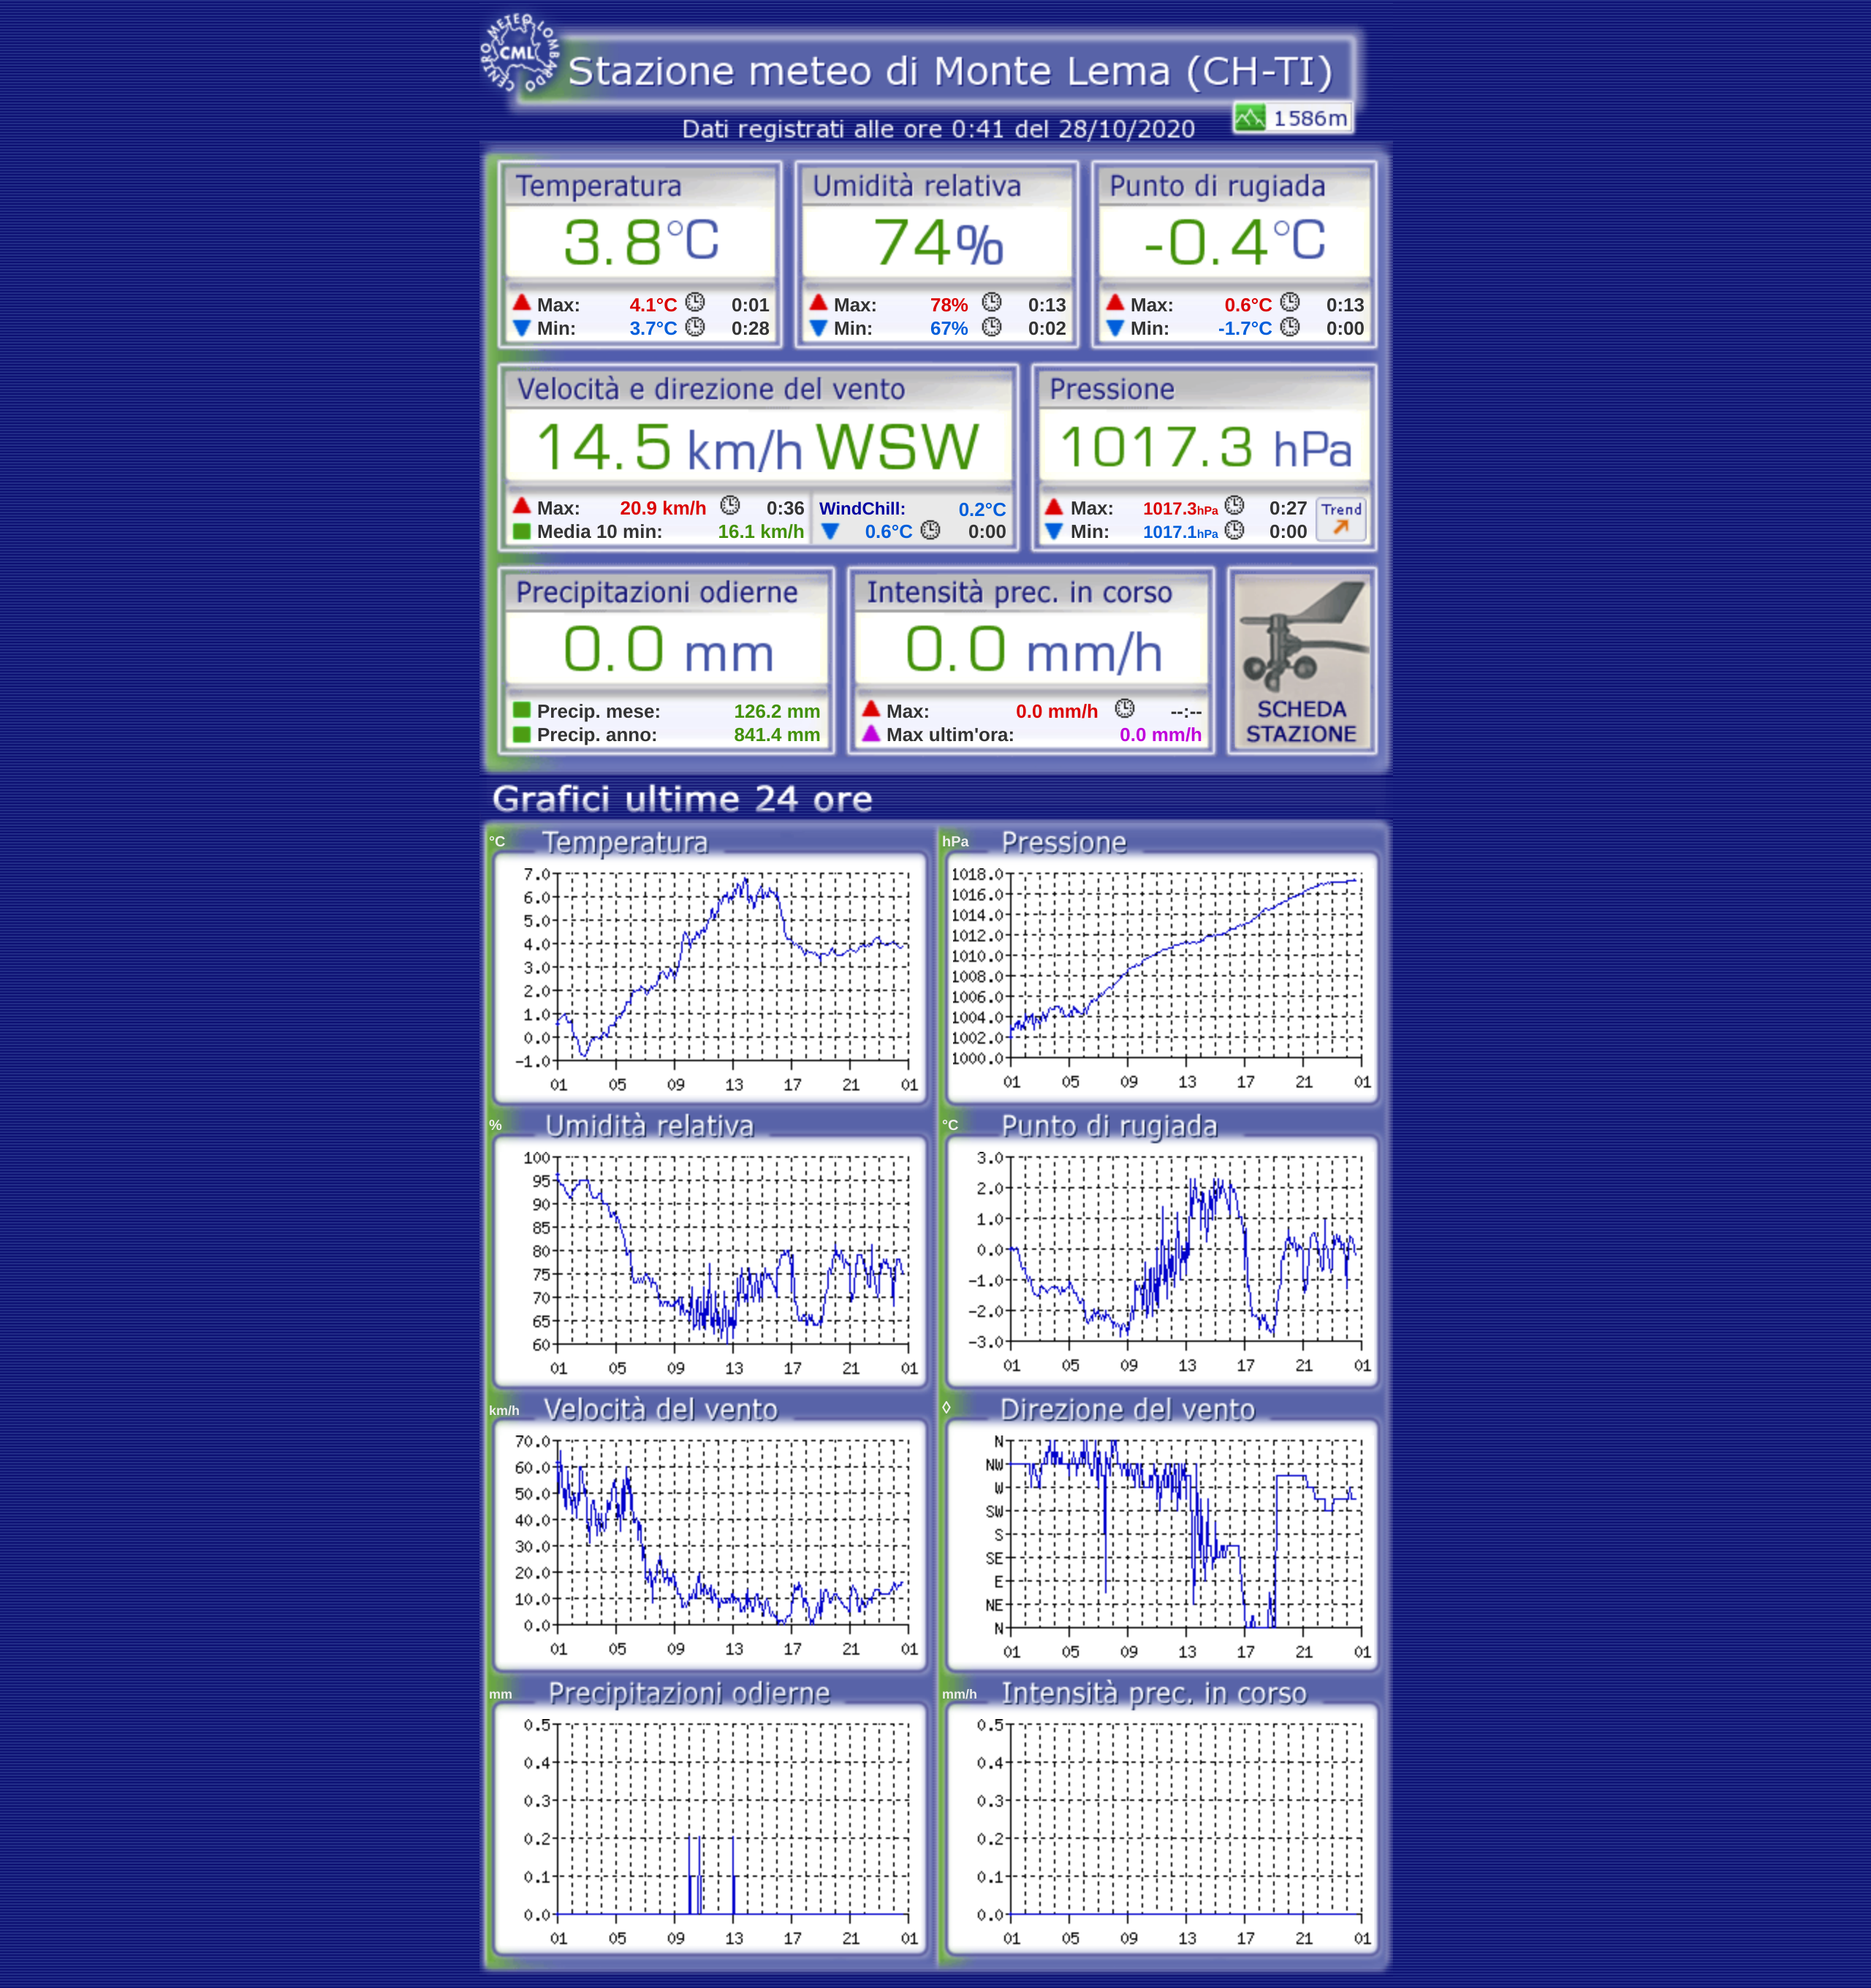 CENTRO METEO LOMBARDO
CML
Stazione meteo di Monte Lema (CH-TI)
1586m
Dati registrati alle ore 0:41 del 28/10/2020
Temperatura
3.8°C
Max: 4.1°C 0:01
Min: 3.7°C 0:28
Umidità relativa
74%
Max: 78% 0:13
Min: 67% 0:02
Punto di rugiada
-0.4°C
Max: 0.6°C 0:13
Min: -1.7°C 0:00
Velocità e direzione del vento
14.5 km/h WSW
Max: 20.9 km/h 0:36
Media 10 min: 16.1 km/h
WindChill: 0.2°C
0.6°C 0:00
Pressione
1017.3 hPa
Max: 1017.3hPa 0:27
Min: 1017.1hPa 0:00
Trend
Precipitazioni odierne
0.0 mm
Precip. mese: 126.2 mm
Precip. anno: 841.4 mm
Intensità prec. in corso
0.0 mm/h
Max: 0.0 mm/h --:--
Max ultim'ora: 0.0 mm/h
SCHEDA
STAZIONE
Grafici ultime 24 ore
°C Temperatura
7.0
6.0
5.0
4.0
3.0
2.0
1.0
0.0
-1.0
01 05 09 13 17 21 01
hPa Pressione
1018.0
1016.0
1014.0
1012.0
1010.0
1008.0
1006.0
1004.0
1002.0
1000.0
01 05 09 13 17 21 01
% Umidità relativa
100
95
90
85
80
75
70
65
60
01 05 09 13 17 21 01
°C Punto di rugiada
3.0
2.0
1.0
0.0
-1.0
-2.0
-3.0
01 05 09 13 17 21 01
km/h Velocità del vento
70.0
60.0
50.0
40.0
30.0
20.0
10.0
0.0
01 05 09 13 17 21 01
◊ Direzione del vento
N
NW
W
SW
S
SE
E
NE
N
01 05 09 13 17 21 01
mm Precipitazioni odierne
0.5
0.4
0.3
0.2
0.1
0.0
01 05 09 13 17 21 01
mm/h Intensità prec. in corso
0.5
0.4
0.3
0.2
0.1
0.0
01 05 09 13 17 21 01